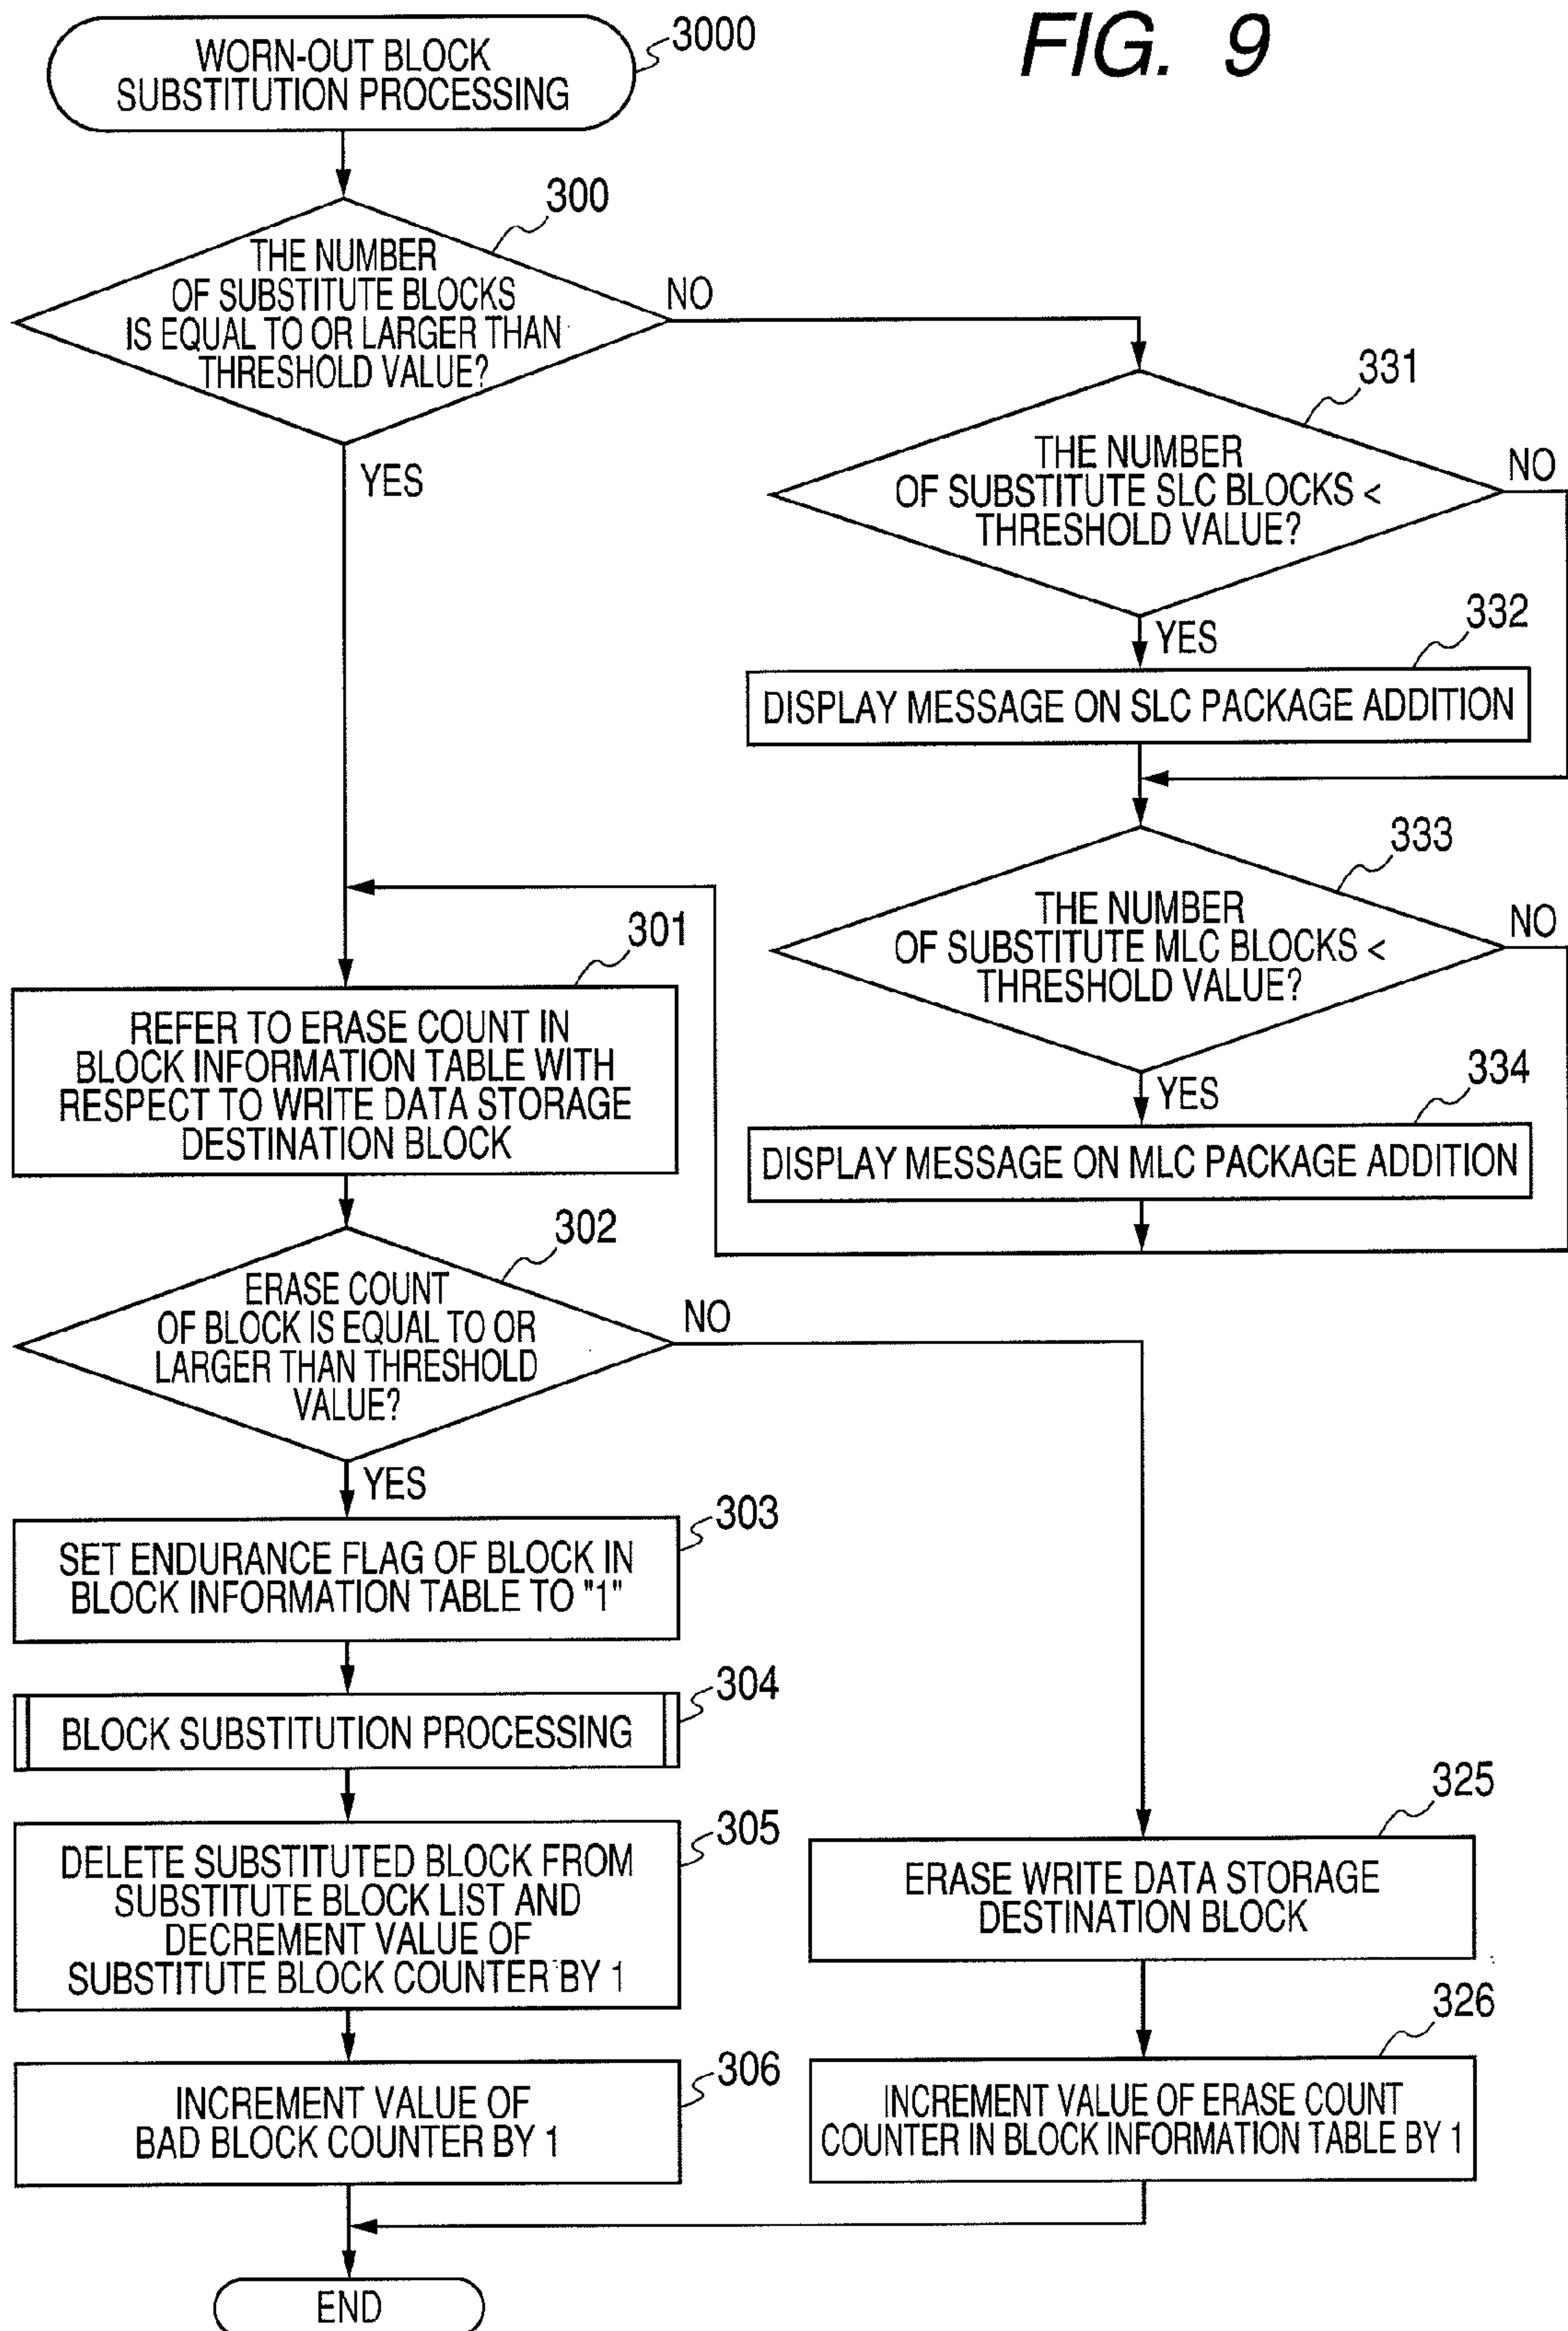 FIG. 9
WORN-OUT BLOCK
SUBSTITUTION PROCESSING
3000
300
THE NUMBER
OF SUBSTITUTE BLOCKS
IS EQUAL TO OR LARGER THAN
THRESHOLD VALUE?
NO
YES
331
THE NUMBER
OF SUBSTITUTE SLC BLOCKS <
THRESHOLD VALUE?
NO
YES
332
DISPLAY MESSAGE ON SLC PACKAGE ADDITION
333
THE NUMBER
OF SUBSTITUTE MLC BLOCKS <
THRESHOLD VALUE?
NO
YES
334
DISPLAY MESSAGE ON MLC PACKAGE ADDITION
301
REFER TO ERASE COUNT IN
BLOCK INFORMATION TABLE WITH
RESPECT TO WRITE DATA STORAGE
DESTINATION BLOCK
302
ERASE COUNT
OF BLOCK IS EQUAL TO OR
LARGER THAN THRESHOLD
VALUE?
NO
YES
303
SET ENDURANCE FLAG OF BLOCK IN
BLOCK INFORMATION TABLE TO "1"
304
BLOCK SUBSTITUTION PROCESSING
305
DELETE SUBSTITUTED BLOCK FROM
SUBSTITUTE BLOCK LIST AND
DECREMENT VALUE OF
SUBSTITUTE BLOCK COUNTER BY 1
306
INCREMENT VALUE OF
BAD BLOCK COUNTER BY 1
325
ERASE WRITE DATA STORAGE
DESTINATION BLOCK
326
INCREMENT VALUE OF ERASE COUNT
COUNTER IN BLOCK INFORMATION TABLE BY 1
END